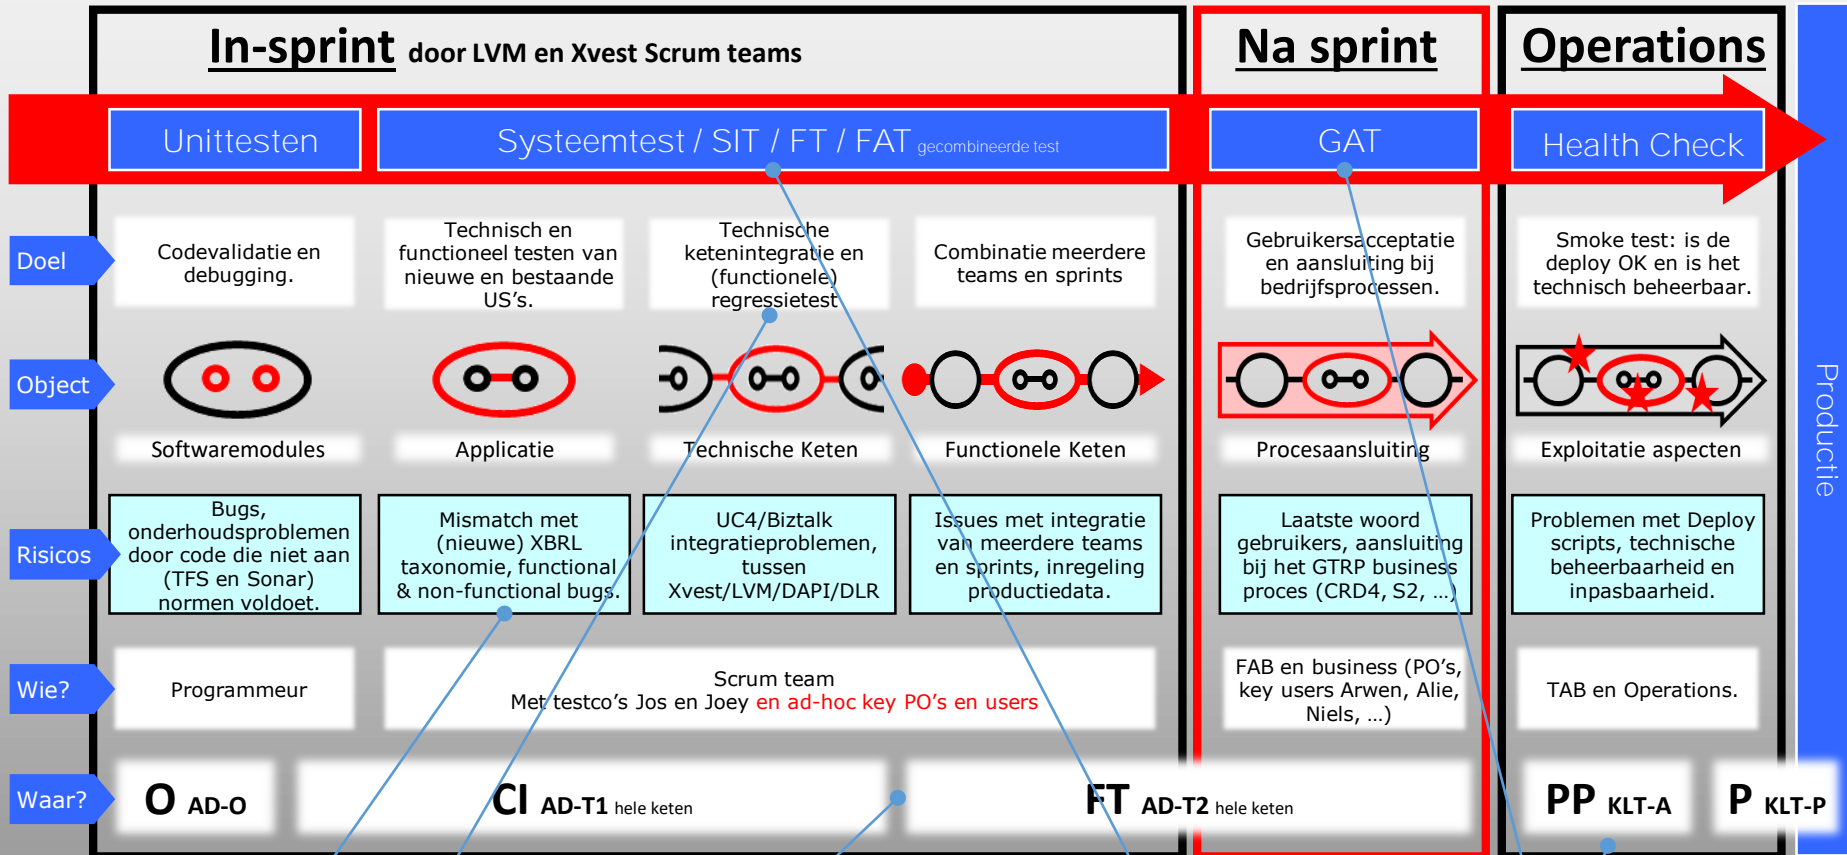 In-sprint door LVM en Xvest Scrum teams
Na sprint
Operations
Unittesten
Systeemtest / SIT / FT / FAT gecombineerde test
GAT
Health Check
Productie
Doel
Codevalidatie en
debugging.
Technisch en
functioneel testen van
nieuwe en bestaande
US's.
Technische
ketenintegratie en
(functionele)
regressietest
Combinatie meerdere
teams en sprints
Gebruikersacceptatie
en aansluiting bij
bedrijfsprocessen.
Smoke test: is de
deploy OK en is het
technisch beheerbaar.
Object
Softwaremodules
Applicatie
Technische Keten
Functionele Keten
Procesaansluiting
Exploitatie aspecten
Risicos
Bugs,
onderhoudsproblemen
door code die niet aan
(TFS en Sonar)
normen voldoet.
Mismatch met
(nieuwe) XBRL
taxonomie, functional
& non-functional bugs.
UC4/Biztalk
integratieproblemen,
tussen
Xvest/LVM/DAPI/DLR
Issues met integratie
van meerdere teams
en sprints, inregeling
productiedata.
Laatste woord
gebruikers, aansluiting
bij het GTRP business
proces (CRD4, S2, ...)
Problemen met Deploy
scripts, technische
beheerbaarheid en
inpasbaarheid.
Wie?
Programmeur
Scrum team
Met testco's Jos en Joey en ad-hoc key PO's en users
FAB en business (PO's,
key users Arwen, Alie,
Niels, ...)
TAB en Operations.
Waar?
O AD-O
CI AD-T1 hele keten
FT AD-T2 hele keten
PP KLT-A
P KLT-P